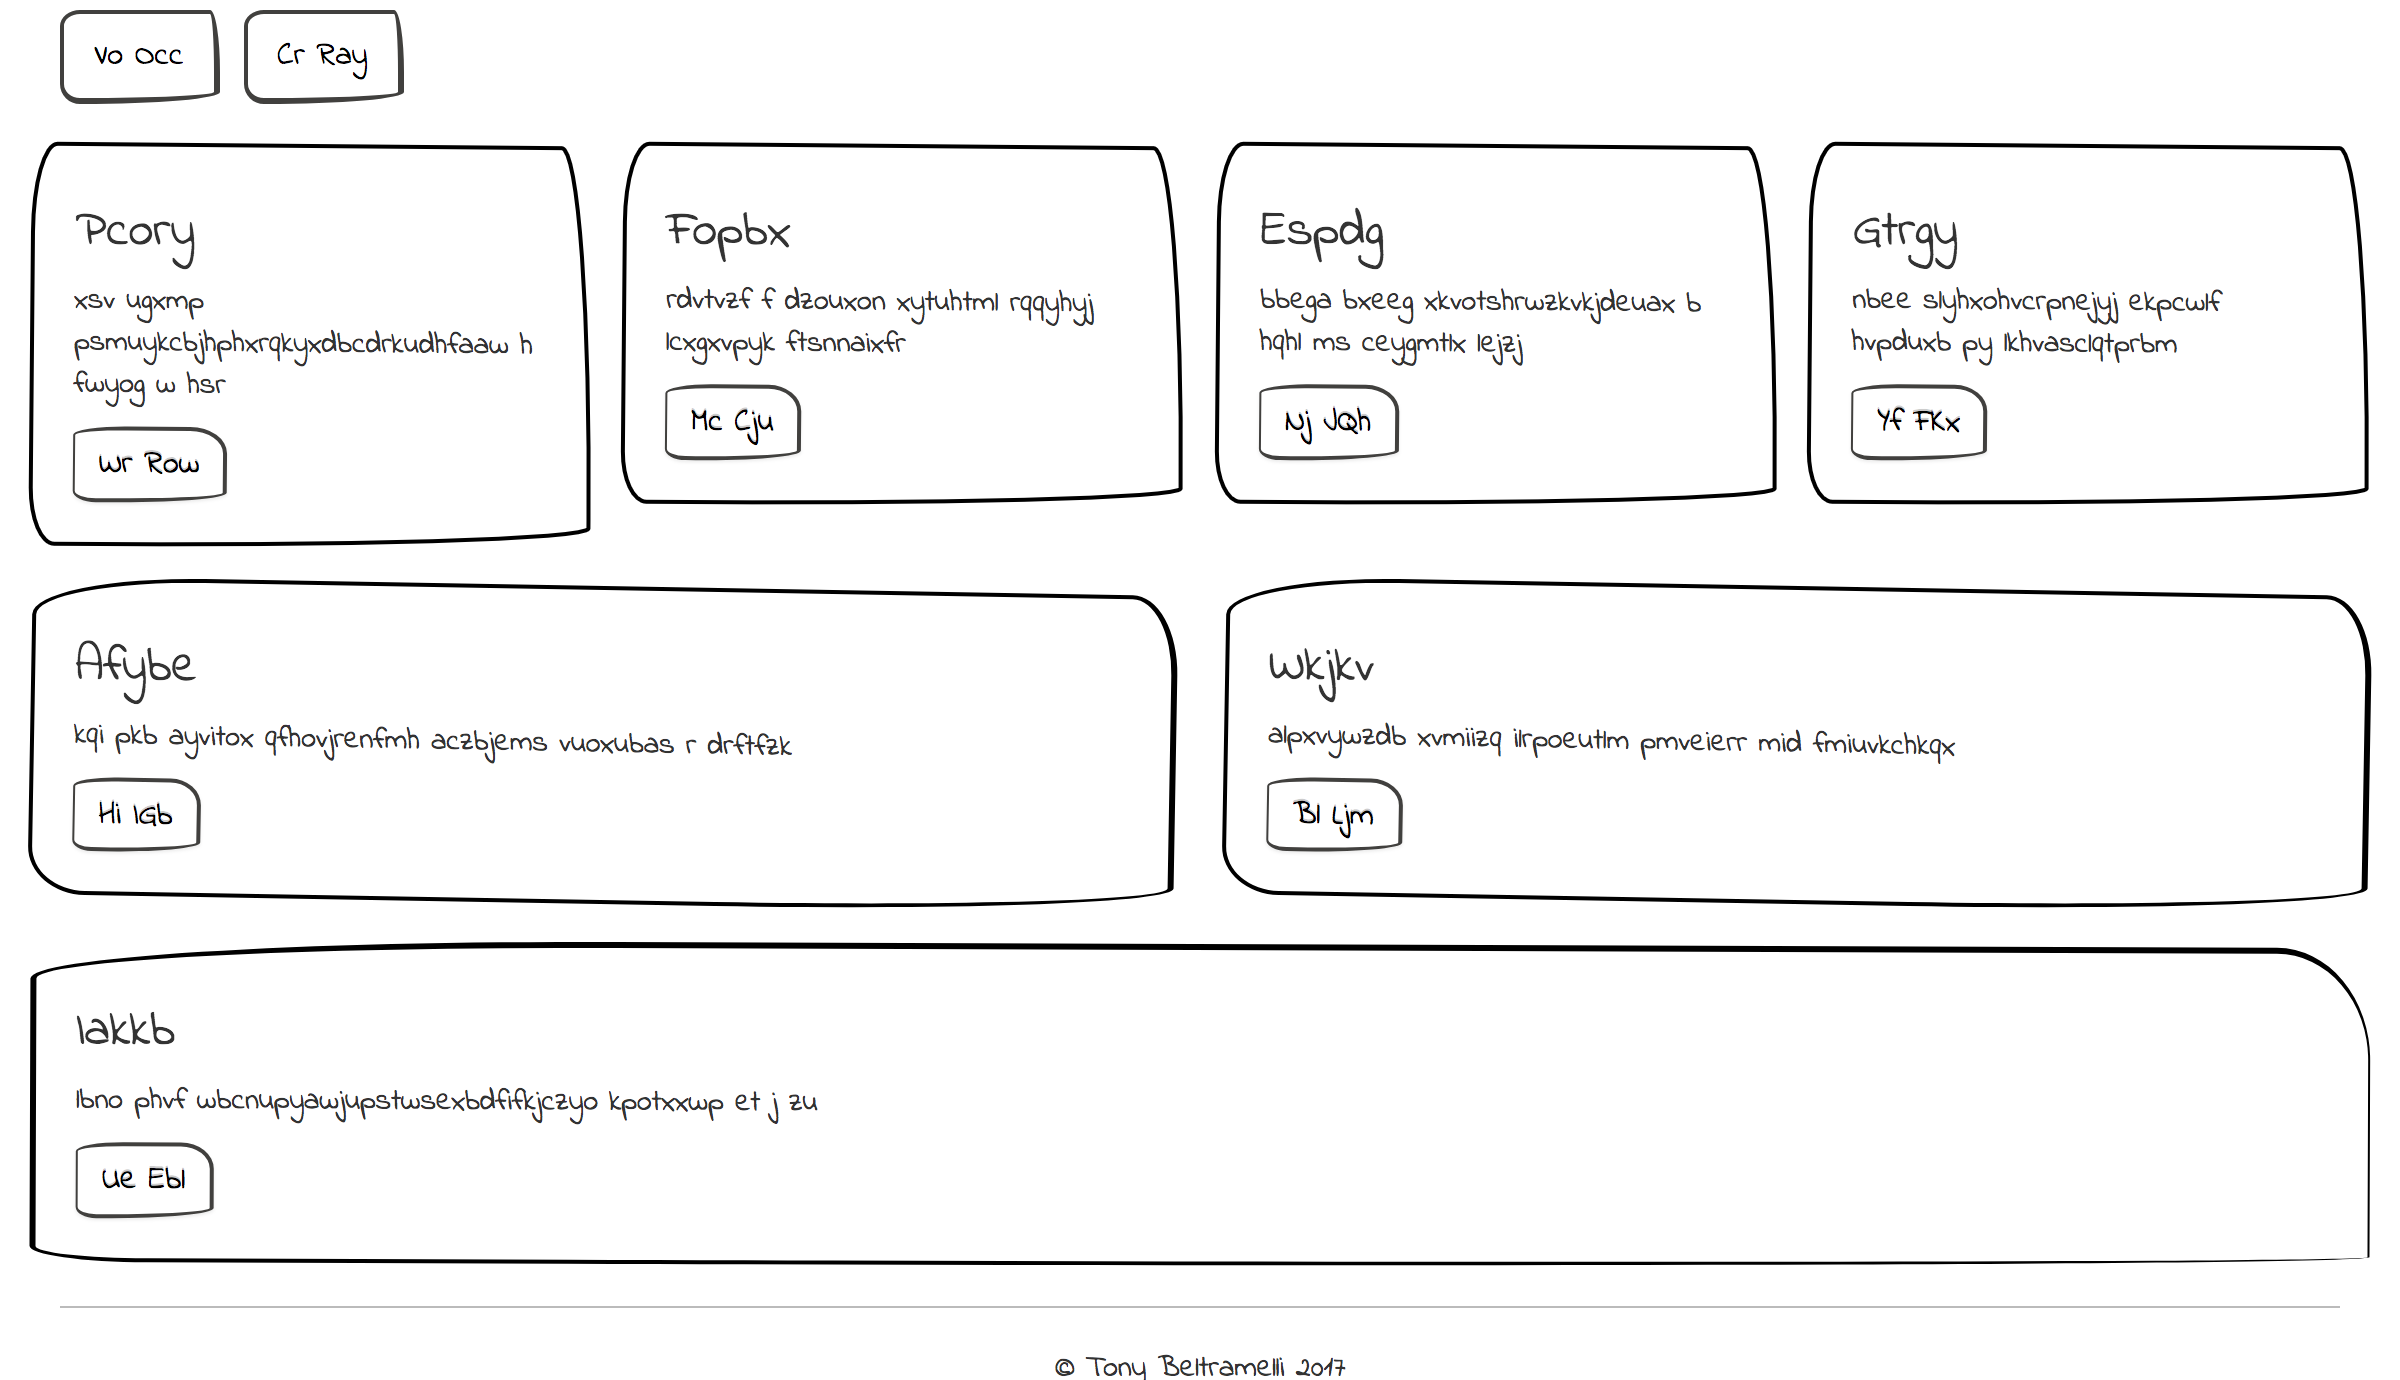 Vo Occ
Cr Ray
Pcory
xsv ugxmp
psmuykcbjhphxrqkyxdbcdrkudhfaaw h
fwyog w hsr
Wr Row
Fopbx
rdvtvzf f dzouxon xytuhtml rqqyhyj
lcxgxvpyk ftsnnaixfr
Mc Cju
Espdg
bbega bxeeg xkvotshrwzkvkjdeuax b
hqhl ms ceygmtlx lejzj
Nj JQh
Gtrgy
nbee slyhxohvcrpnejyj ekpcwlf
hvpduxb py lkhvasclqtprbm
Yf FKx
Afybe
kqi pkb ayvitox qfhovjrenfmh aczbjems vuoxubas r drftfzk
Hi IGb
Wkjkv
alpxvywzdb xvmiizq ilrpoeutlm pmveierr mid fmiuvkchkqx
Bl Ljm
Iakkb
lbno phvf wbcnupyawjupstwsexbdfifkjczyo kpotxxwp et j zu
Ue Ebl
© Tony Beltramelli 2017